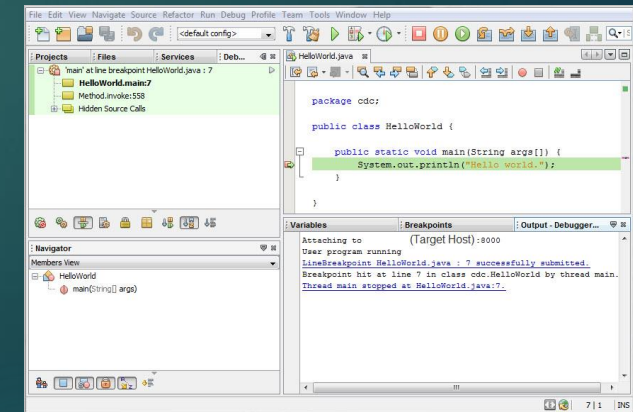 File Edit View Navigate Source Refactor Run Debug Profile Team Tools Window Help
<default config>
Projects Files Services Deb...
'main' at line breakpoint HelloWorld.java : 7
HelloWorld.main:7
Method.invoke:558
Hidden Source Calls
Navigator
Members View
HelloWorld
main(String[] args)
HelloWorld.java
package cdc;
public class HelloWorld {
public static void main(String args[]) {
System.out.println("Hello world.");
}
}
Variables Breakpoints Output - Debugger...
Attaching to (Target Host):8000
User program running
LineBreakpoint HelloWorld.java : 7 successfully submitted.
Breakpoint hit at line 7 in class cdc.HelloWorld by thread main.
Thread main stopped at HelloWorld.java:7.
7 | 1 INS